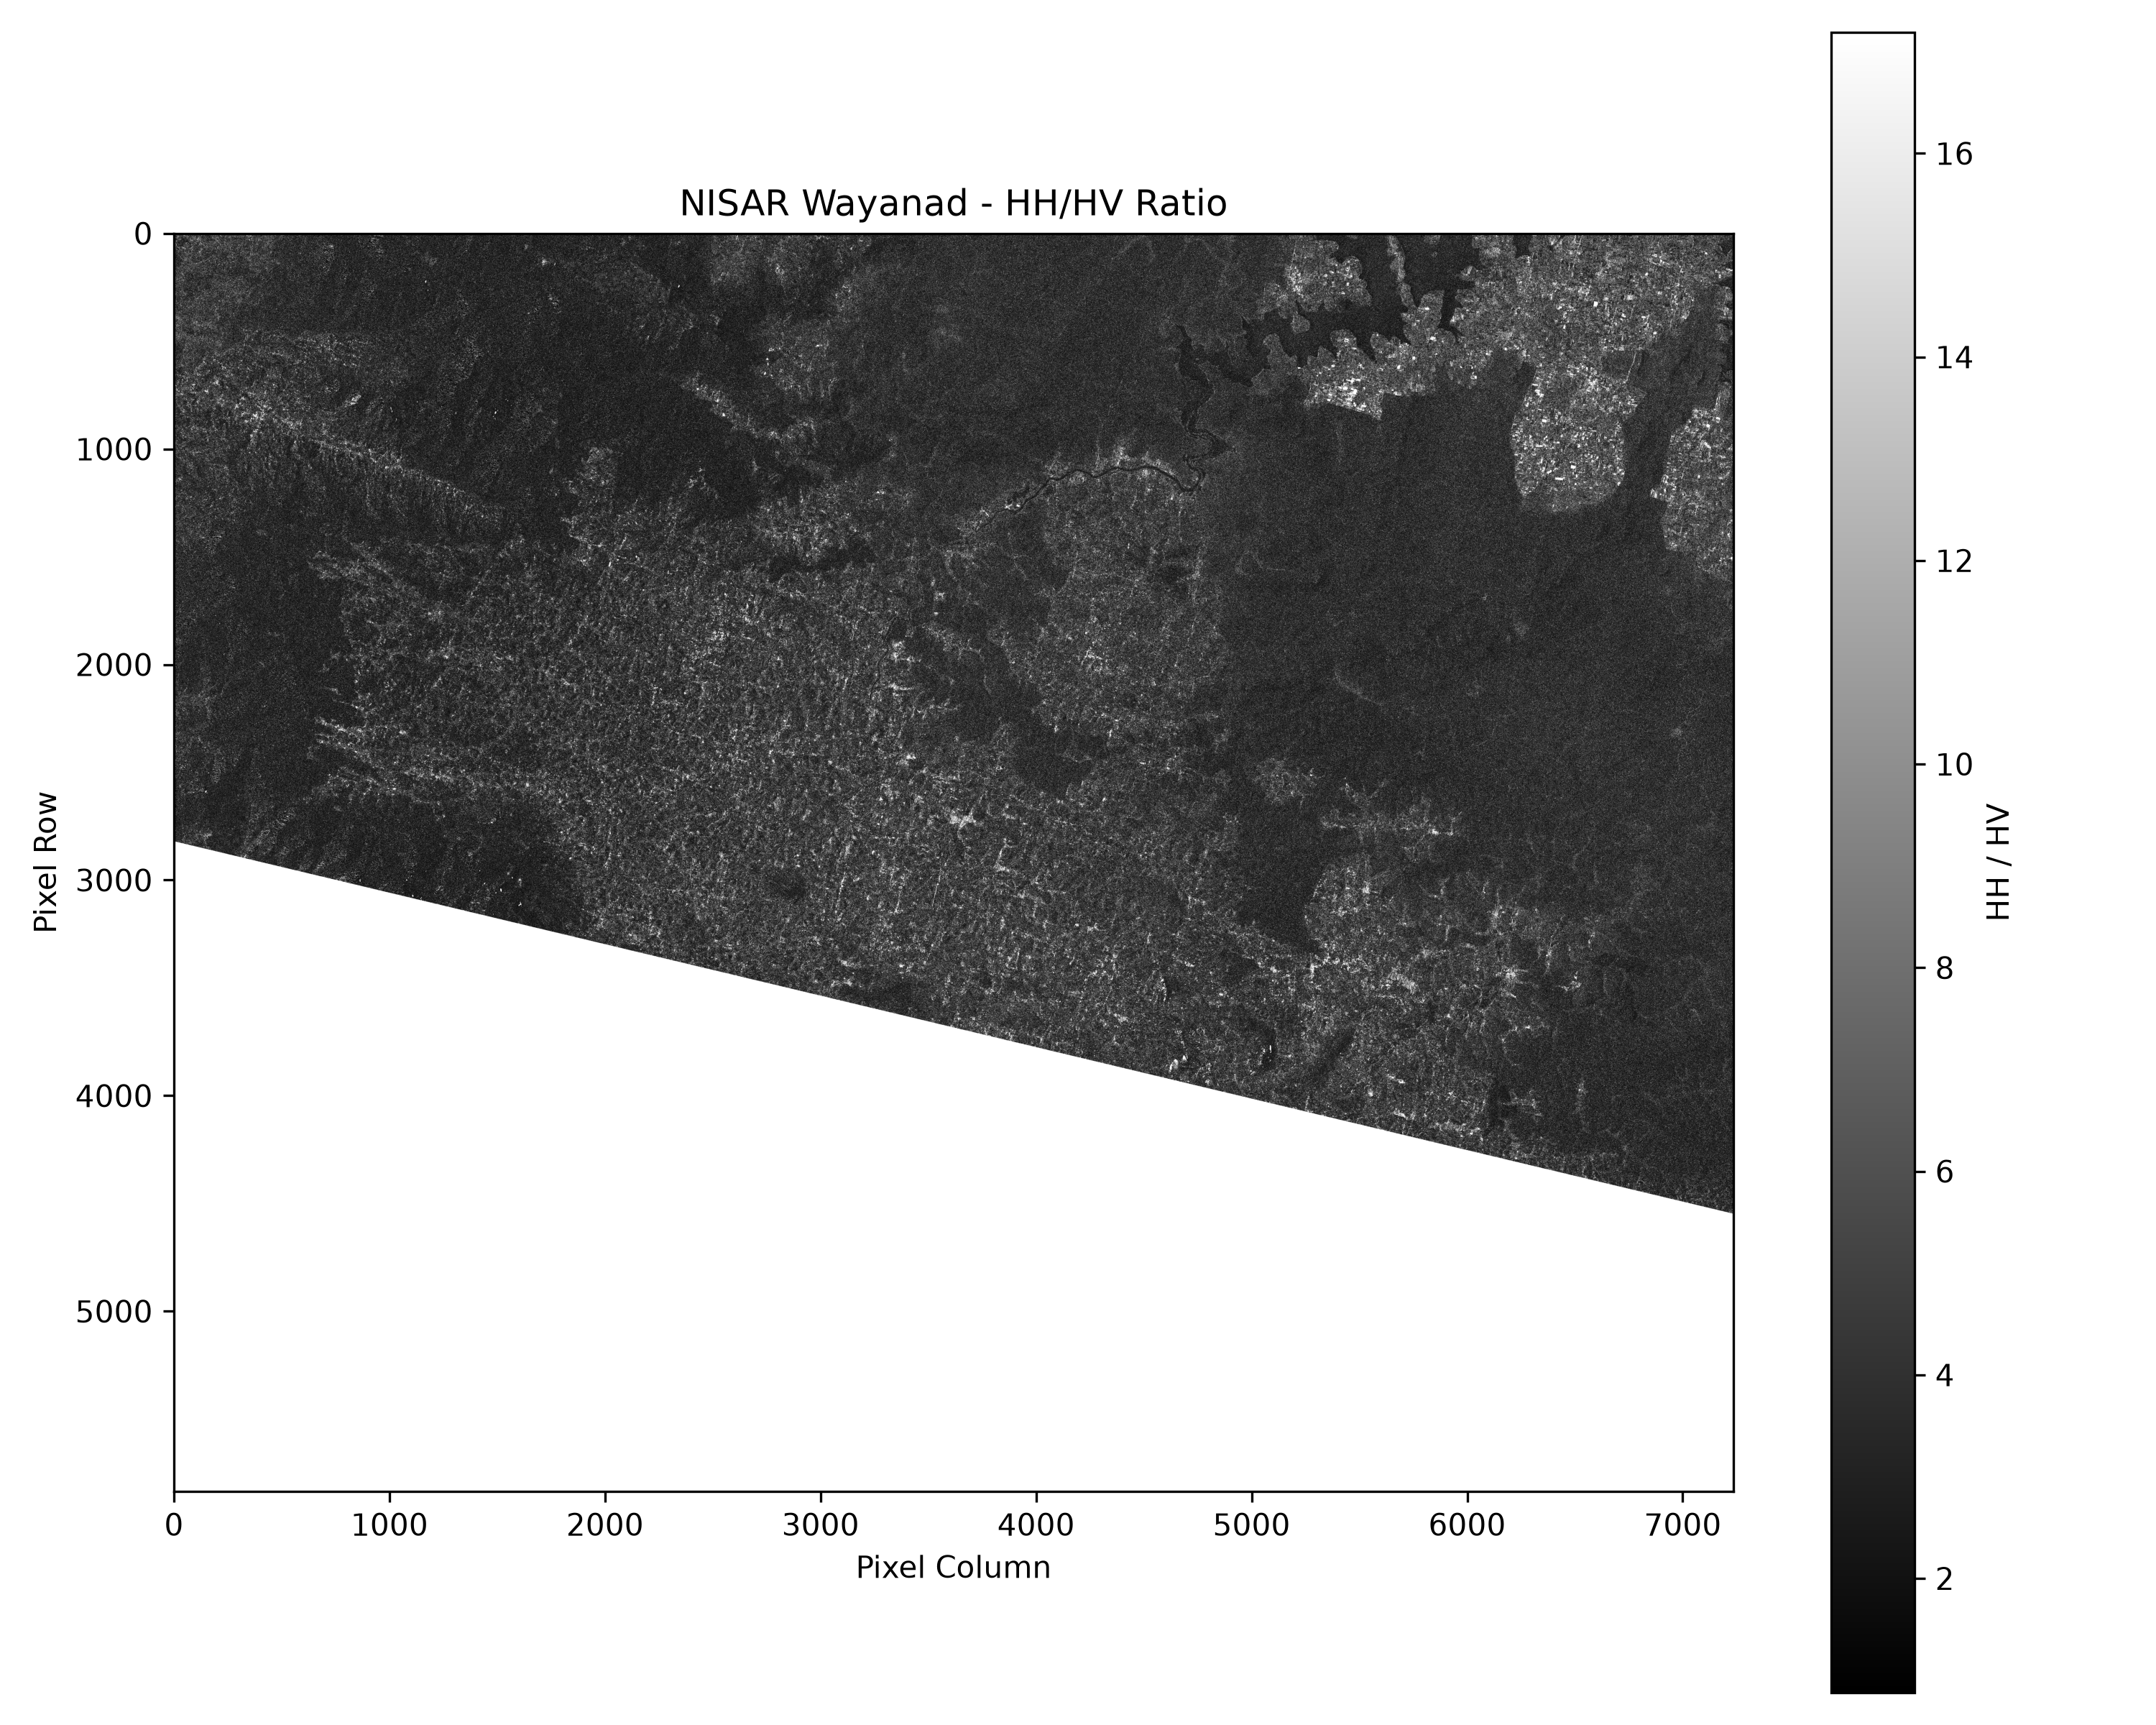 NISAR Wayanad - HH/HV Ratio
0
1000
2000
3000
4000
5000
Pixel Row
0 1000 2000 3000 4000 5000 6000 7000
Pixel Column
16
14
12
10
8
6
4
2
HH / HV